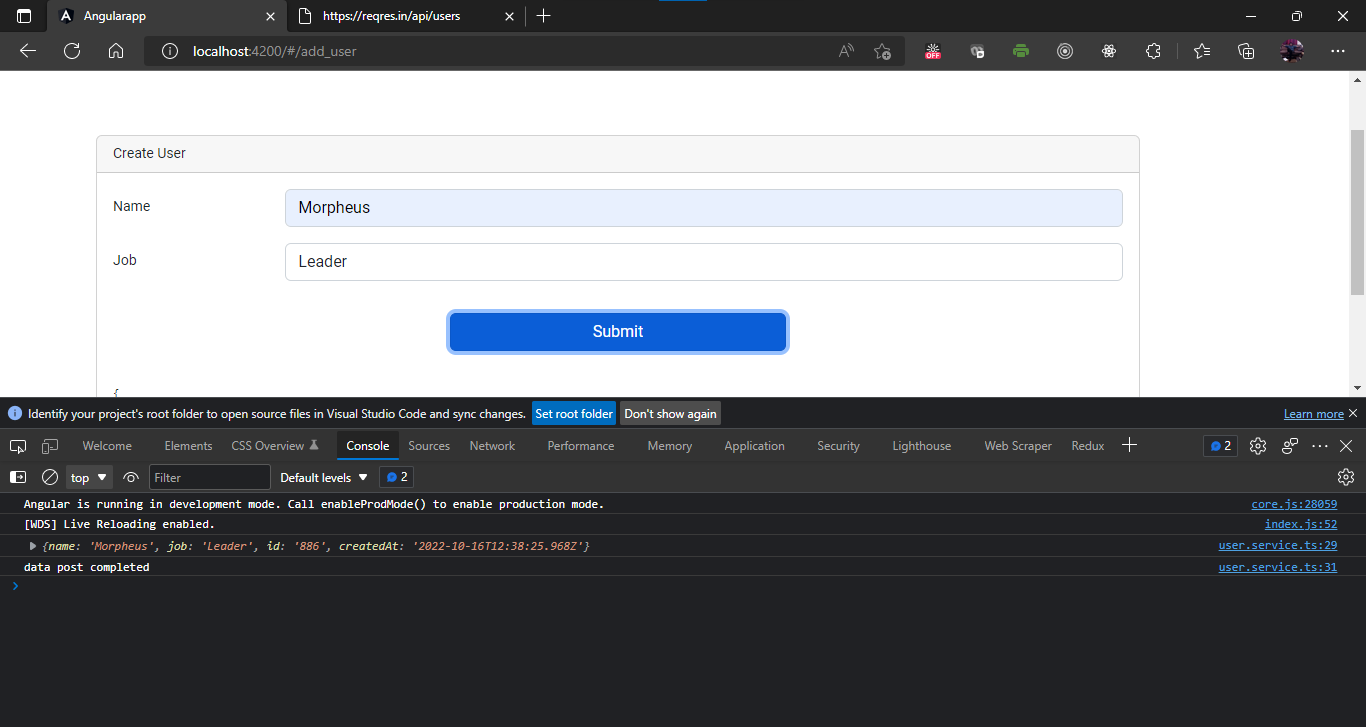 Angularapp
https://reqres.in/api/users
localhost:4200/#/add_user
OFF
Create User
Name
Morpheus
Job
Leader
Submit
{
Identify your project's root folder to open source files in Visual Studio Code and sync changes. Set root folder Don't show again Learn more
Welcome Elements CSS Overview Console Sources Network Performance Memory Application Security Lighthouse Web Scraper Redux 2
top Filter Default levels 2
Angular is running in development mode. Call enableProdMode() to enable production mode. core.js:28059
[WDS] Live Reloading enabled. index.js:52
{name: 'Morpheus', job: 'Leader', id: '886', createdAt: '2022-10-16T12:38:25.968Z'} user.service.ts:29
data post completed user.service.ts:31